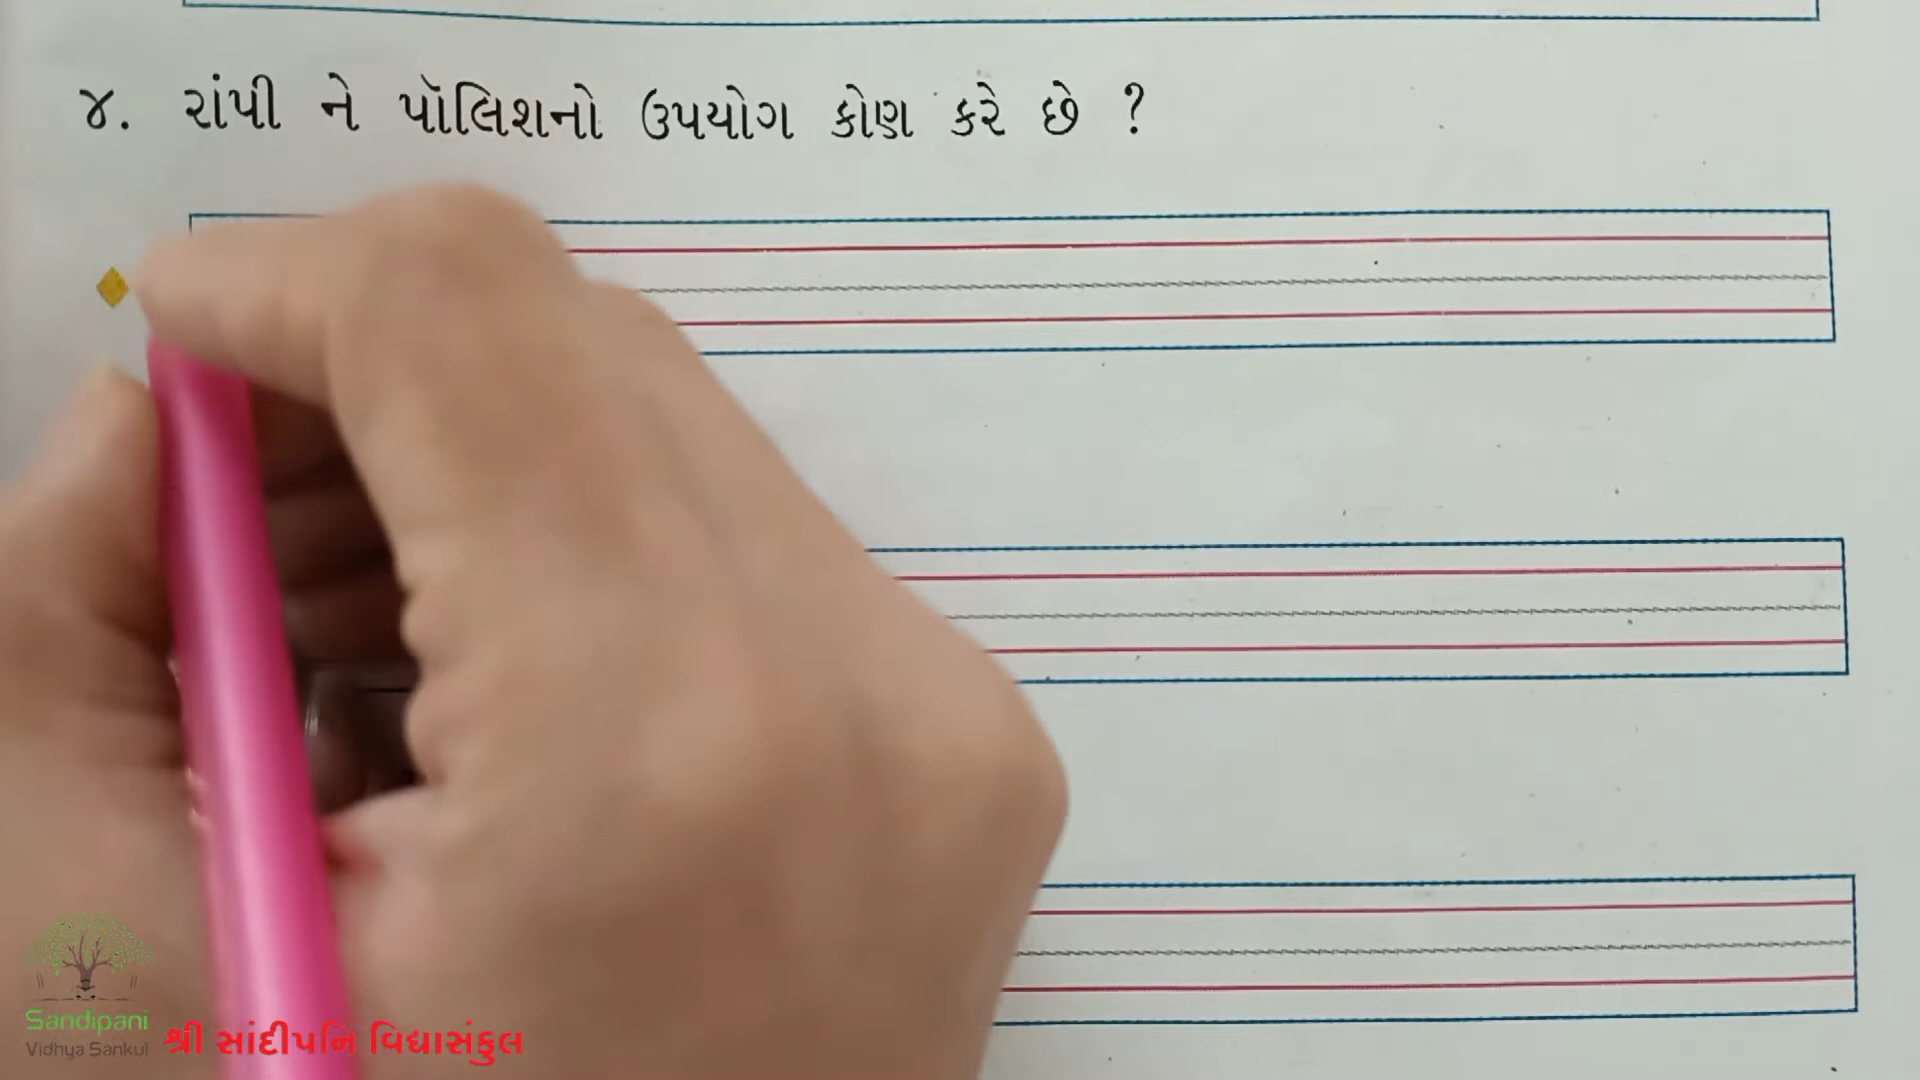 ૪. રાંપી ને પૉલિશનો ઉપયોગ કોણ કરે છે ?
Sandipani
Vidhya Sankul
શ્રી સાંદીપનિ વિદ્યાસંકુલ